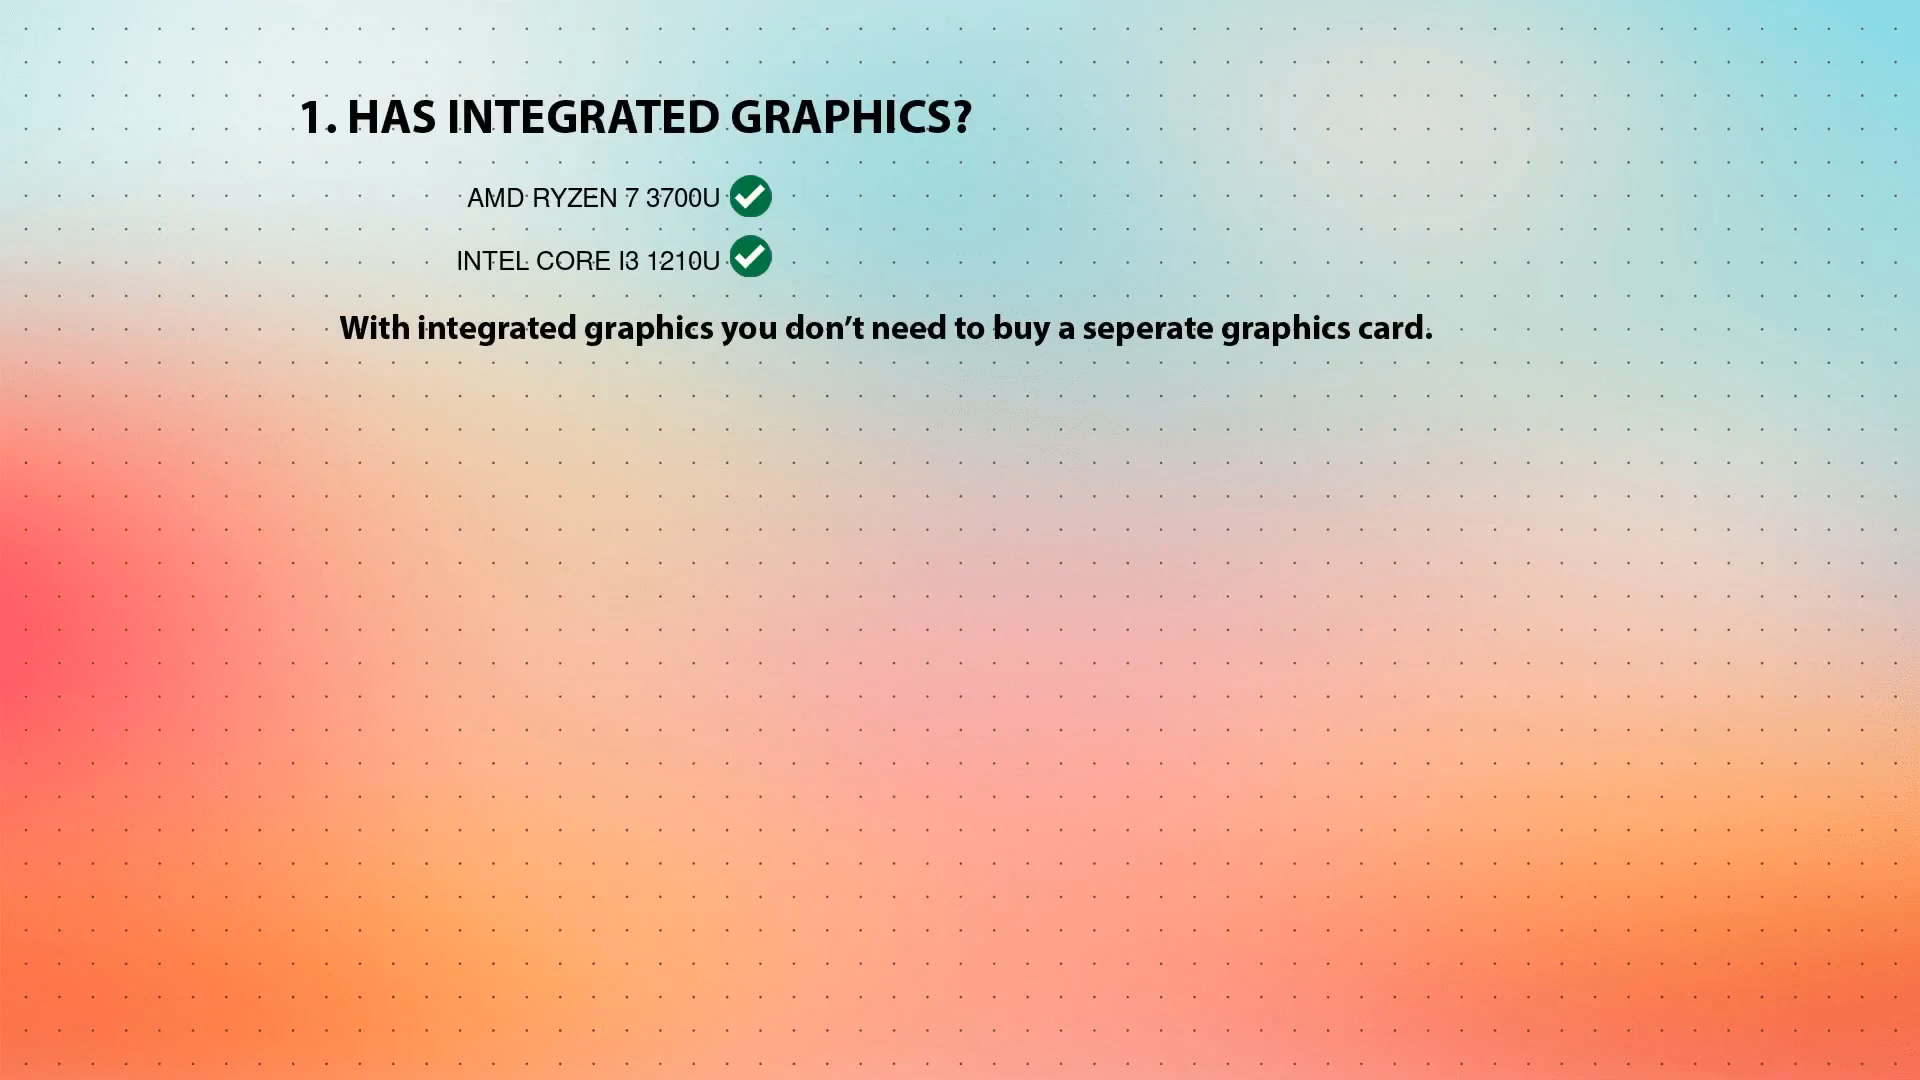 1. HAS INTEGRATED GRAPHICS?
AMD RYZEN 7 3700U
INTEL CORE I3 1210U
With integrated graphics you don’t need to buy a seperate graphics card.